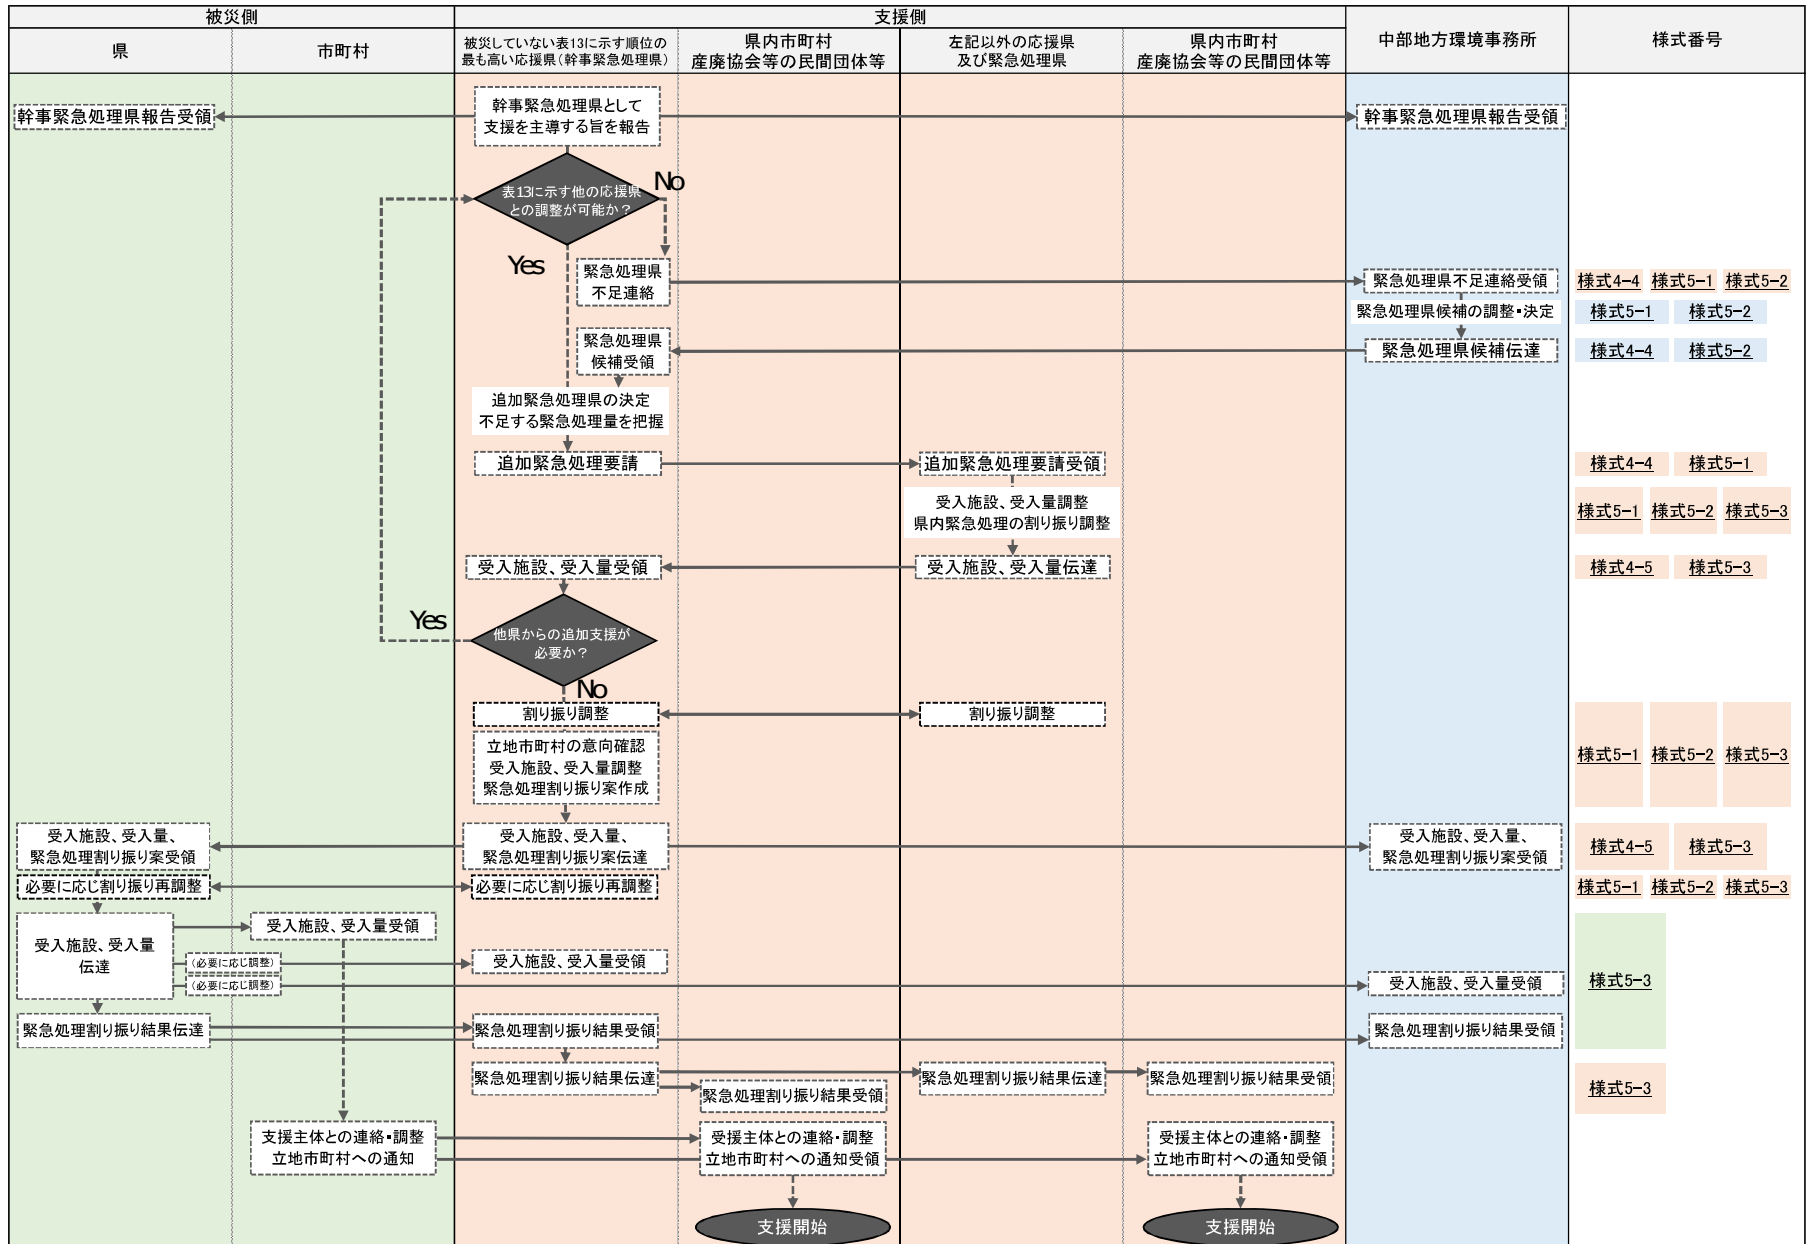 被災側
支援側
県
市町村
被災していない表13に示す順位の
最も高い応援県(幹事緊急処理県)
県内市町村
産廃協会等の民間団体等
左記以外の応援県
及び緊急処理県
県内市町村
産廃協会等の民間団体等
中部地方環境事務所
様式番号
幹事緊急処理県報告受領
幹事緊急処理県として
支援を主導する旨を報告
幹事緊急処理県報告受領
表13に示す他の応援県
との調整が可能か？
No
Yes
緊急処理県
不足連絡
緊急処理県不足連絡受領
様式4-4 様式5-1 様式5-2
緊急処理県候補の調整・決定
様式5-1 様式5-2
緊急処理県
候補受領
緊急処理県候補伝達
様式4-4 様式5-2
追加緊急処理県の決定
不足する緊急処理量を把握
追加緊急処理要請
追加緊急処理要請受領
様式4-4 様式5-1
受入施設、受入量調整
県内緊急処理の割り振り調整
様式5-1 様式5-2 様式5-3
受入施設、受入量受領
受入施設、受入量伝達
様式4-5 様式5-3
Yes
他県からの追加支援が
必要か？
No
割り振り調整
割り振り調整
立地市町村の意向確認
受入施設、受入量調整
緊急処理割り振り案作成
様式5-1 様式5-2 様式5-3
受入施設、受入量、
緊急処理割り振り案受領
受入施設、受入量、
緊急処理割り振り案伝達
受入施設、受入量、
緊急処理割り振り案受領
様式4-5 様式5-3
必要に応じ割り振り再調整
必要に応じ割り振り再調整
様式5-1 様式5-2 様式5-3
受入施設、受入量
伝達
受入施設、受入量受領
(必要に応じ調整)
受入施設、受入量受領
(必要に応じ調整)
受入施設、受入量受領
様式5-3
緊急処理割り振り結果伝達
緊急処理割り振り結果受領
緊急処理割り振り結果受領
緊急処理割り振り結果伝達
緊急処理割り振り結果受領
緊急処理割り振り結果伝達
緊急処理割り振り結果受領
様式5-3
支援主体との連絡・調整
立地市町村への通知
受援主体との連絡・調整
立地市町村への通知受領
受援主体との連絡・調整
立地市町村への通知受領
支援開始
支援開始